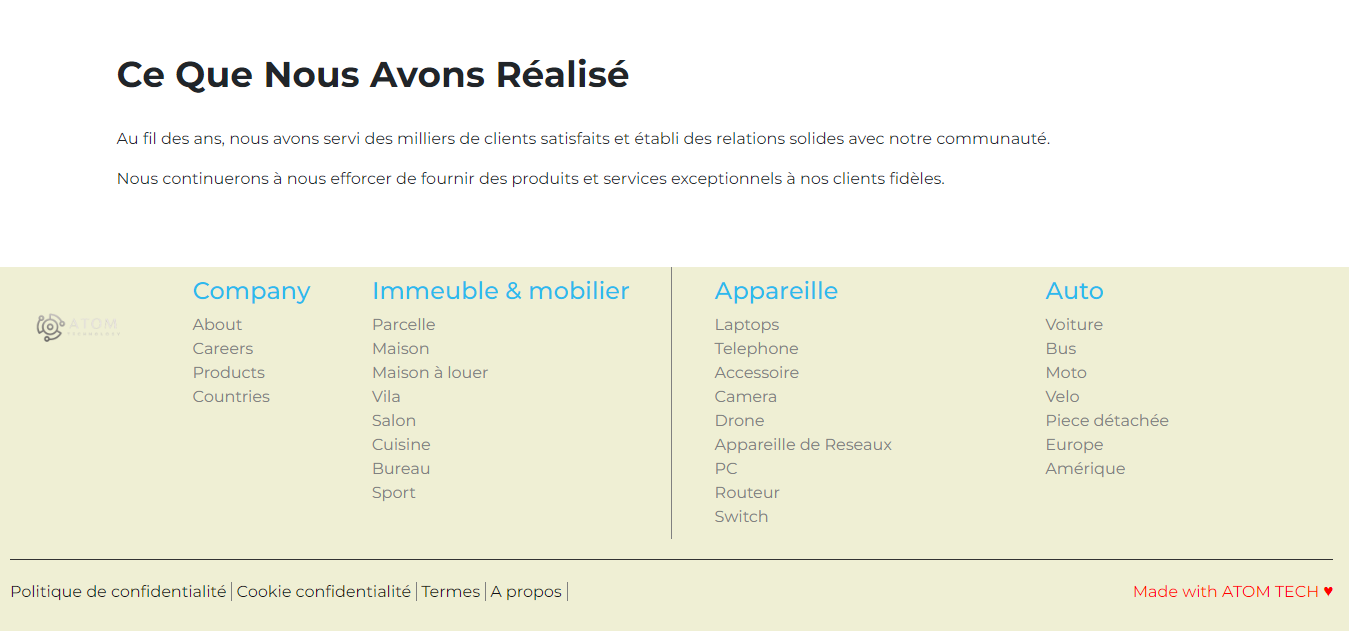 Ce Que Nous Avons Réalisé
Au fil des ans, nous avons servi des milliers de clients satisfaits et établi des relations solides avec notre communauté.
Nous continuerons à nous efforcer de fournir des produits et services exceptionnels à nos clients fidèles.
ATOM
Company
About
Careers
Products
Countries
Immeuble & mobilier
Parcelle
Maison
Maison à louer
Vila
Salon
Cuisine
Bureau
Sport
Appareille
Laptops
Telephone
Accessoire
Camera
Drone
Appareille de Reseaux
PC
Routeur
Switch
Auto
Voiture
Bus
Moto
Velo
Piece détachée
Europe
Amérique
Politique de confidentialité | Cookie confidentialité | Termes | A propos |
Made with ATOM TECH ♥